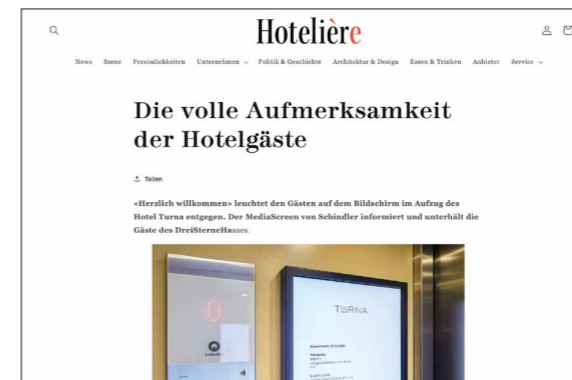 Hotelière
News Szene Persönlichkeiten Unternehmen Politik & Geschichte Architektur & Design Essen & Trinken Anbieter Service
Die volle Aufmerksamkeit
der Hotelgäste
Teilen
«Herzlich willkommen» leuchtet den Gästen auf dem Bildschirm im Aufzug des
Hotel Turna entgegen. Der MediaScreen von Schindler informiert und unterhält die
Gäste des DreiSterneHauses.
0
TURNA